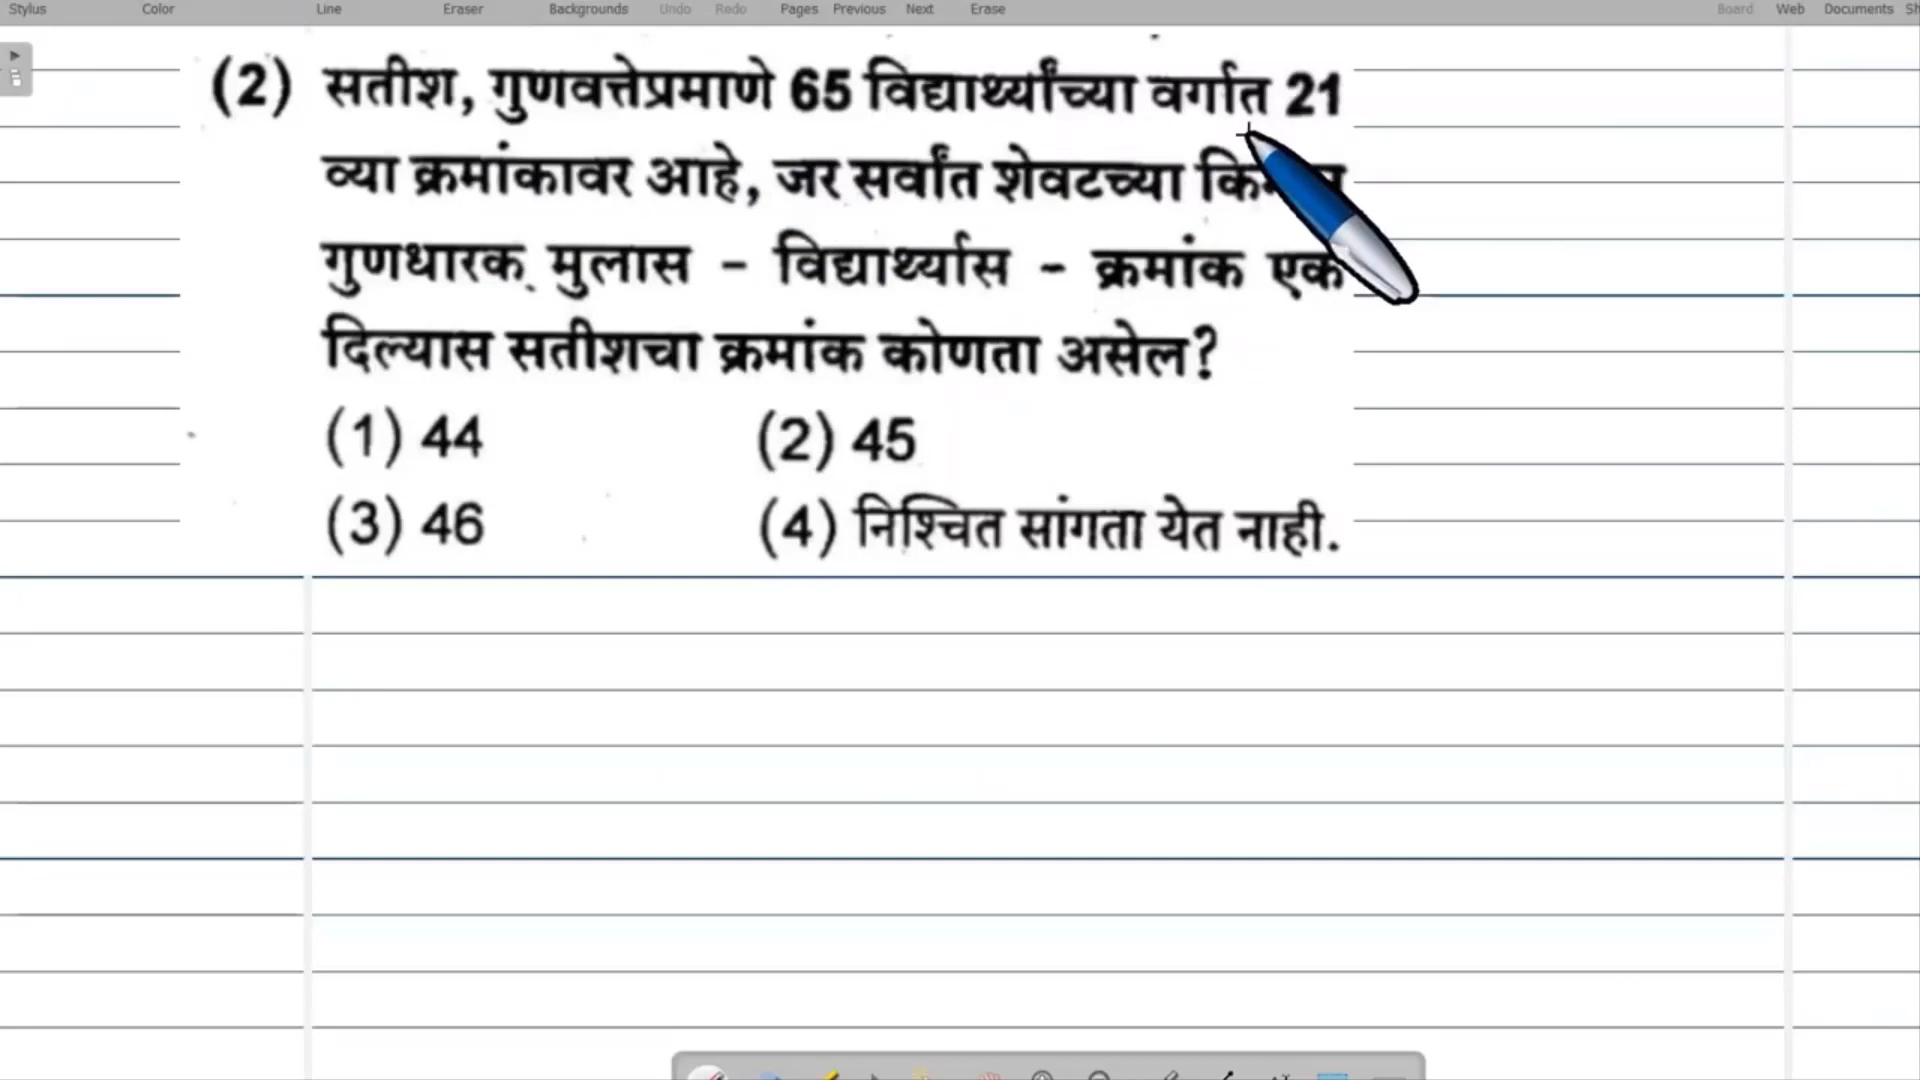 Stylus Color Line Eraser Backgrounds Undo Redo Pages Previous Next Erase Board Web Documents
(2) सतीश, गुणवत्तेप्रमाणे 65 विद्यार्थ्यांच्या वर्गात 21
व्या क्रमांकावर आहे, जर सर्वांत शेवटच्या
गुणधारक मुलास - विद्यार्थ्यास - क्रमांक एक
दिल्यास सतीशचा क्रमांक कोणता असेल?
(1) 44 (2) 45
(3) 46 (4) निश्चित सांगता येत नाही.